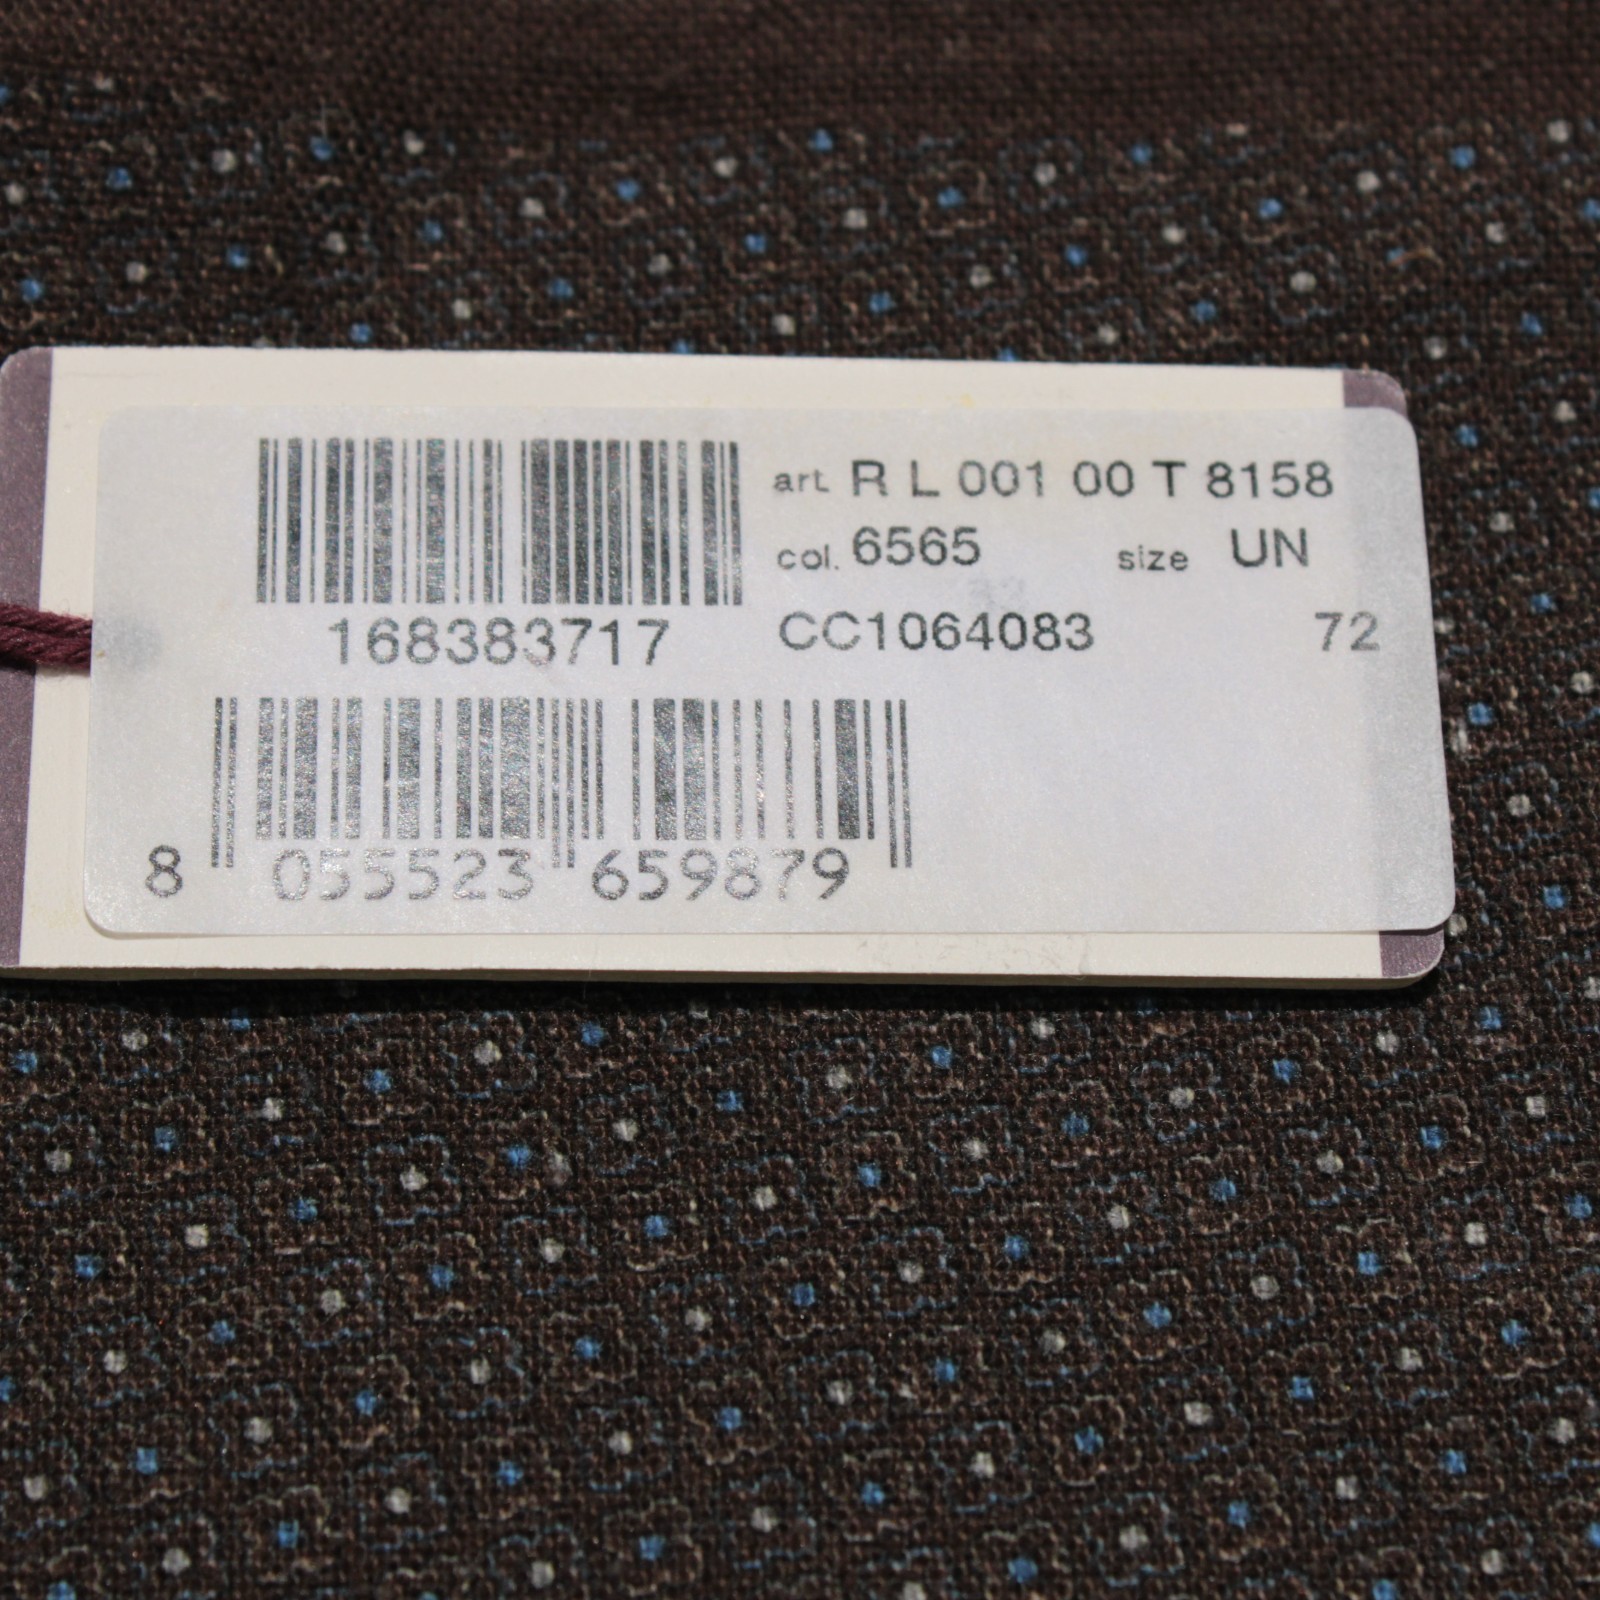 art. R L 001 00 T 8158
col. 6565 size UN
168383717 CC1064083 72
8 055523 659879